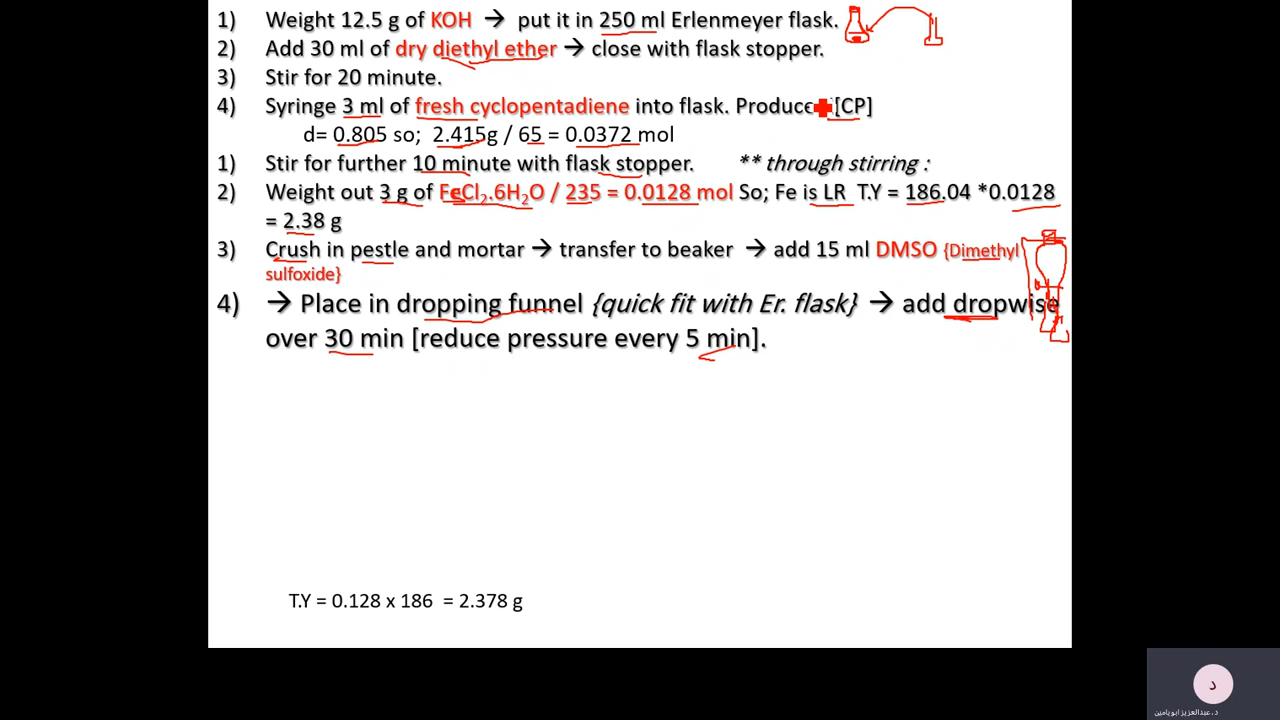 1) Weight 12.5 g of KOH → put it in 250 ml Erlenmeyer flask.
2) Add 30 ml of dry diethyl ether → close with flask stopper.
3) Stir for 20 minute.
4) Syringe 3 ml of fresh cyclopentadiene into flask. Produce [CP]
d= 0.805 so; 2.415g / 65 = 0.0372 mol
1) Stir for further 10 minute with flask stopper. ** through stirring :
2) Weight out 3 g of FeCl₂.6H₂O / 235 = 0.0128 mol So; Fe is LR T.Y = 186.04 *0.0128
= 2.38 g
3) Crush in pestle and mortar → transfer to beaker → add 15 ml DMSO {Dimethyl
sulfoxide}
4) → Place in dropping funnel {quick fit with Er. flask} → add dropwise
over 30 min [reduce pressure every 5 min].
T.Y = 0.128 x 186 = 2.378 g
د
د. عبدالعزيز ابويامين